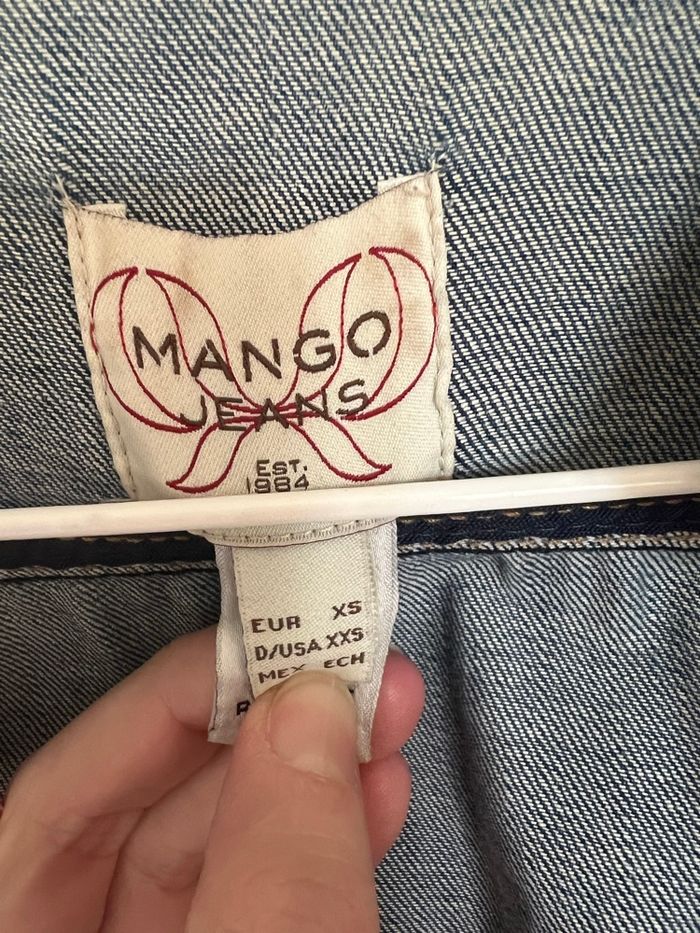 MANGO
JEANS
EST.
1984
EUR XS
D/USA XXS
MEX ECH